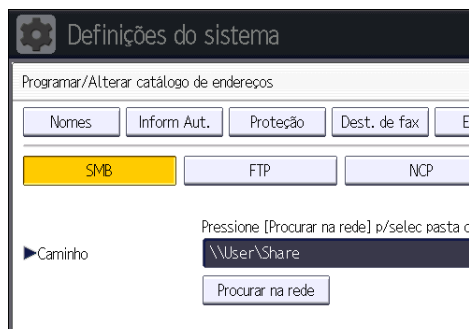 Definições do sistema
Programar/Alterar catálogo de endereços
Nomes Inform Aut. Proteção Dest. de fax E
SMB FTP NCP
Pressione [Procurar na rede] p/selec pasta c
►Caminho \\User\Share
Procurar na rede